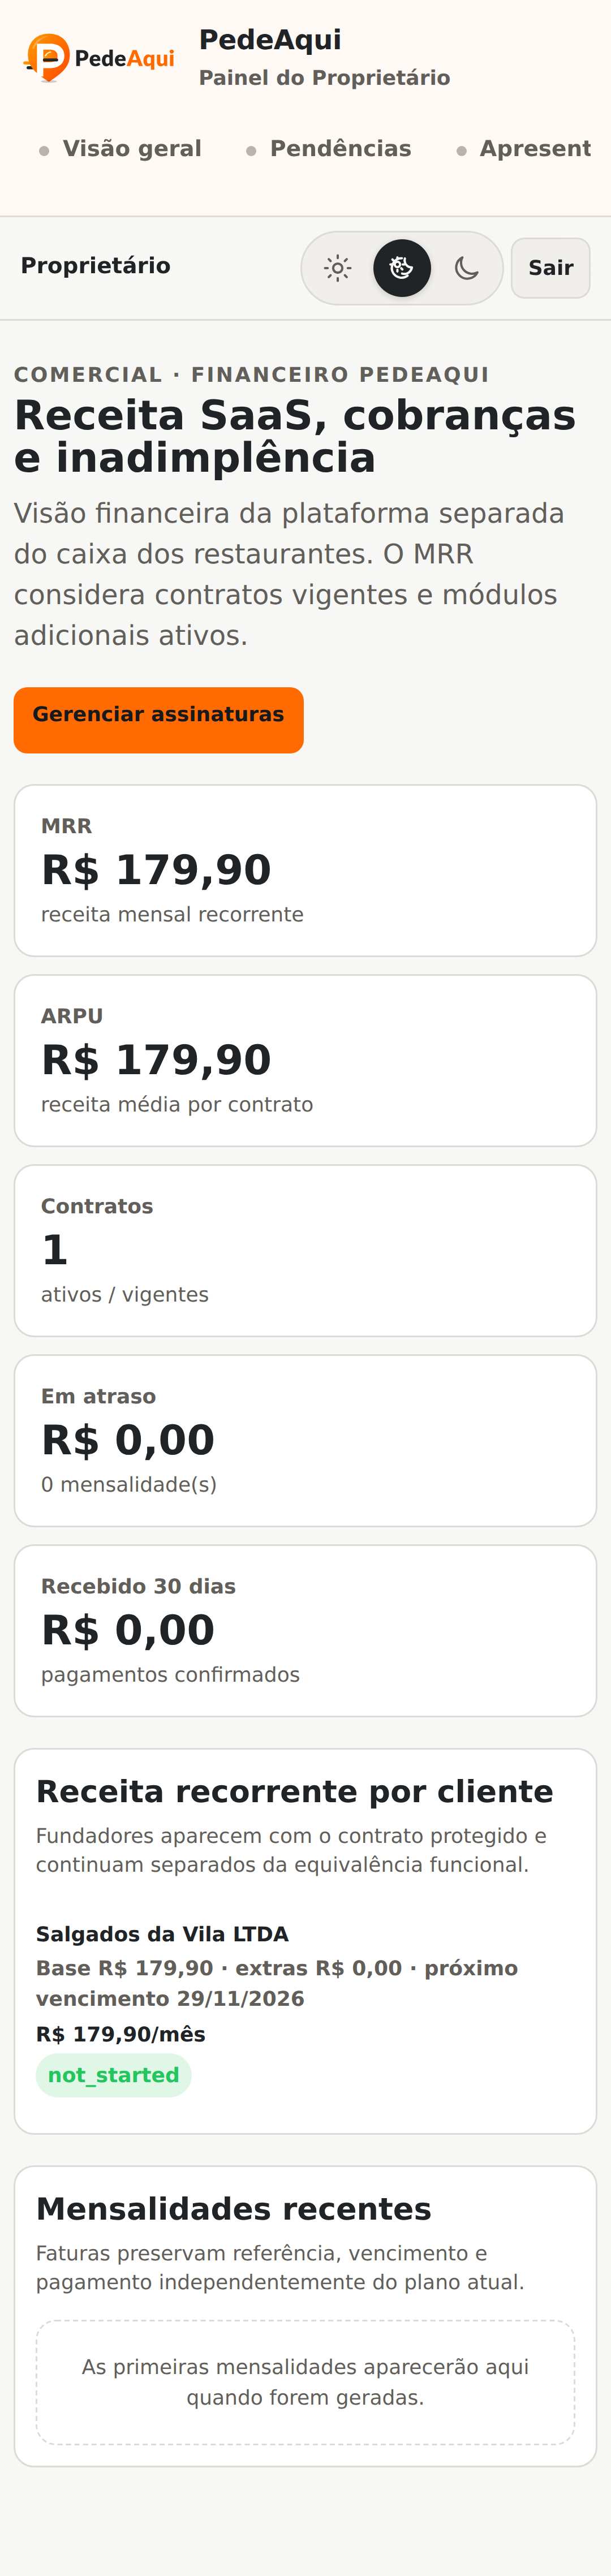 PedeAqui
PedeAqui
Painel do Proprietário
Visão geral
Pendências
Apresent
Proprietário
Sair
COMERCIAL · FINANCEIRO PEDEAQUI
Receita SaaS, cobranças
e inadimplência
Visão financeira da plataforma separada
do caixa dos restaurantes. O MRR
considera contratos vigentes e módulos
adicionais ativos.
Gerenciar assinaturas
MRR
R$ 179,90
receita mensal recorrente
ARPU
R$ 179,90
receita média por contrato
Contratos
1
ativos / vigentes
Em atraso
R$ 0,00
0 mensalidade(s)
Recebido 30 dias
R$ 0,00
pagamentos confirmados
Receita recorrente por cliente
Fundadores aparecem com o contrato protegido e
continuam separados da equivalência funcional.
Salgados da Vila LTDA
Base R$ 179,90 · extras R$ 0,00 · próximo
vencimento 29/11/2026
R$ 179,90/mês
not_started
Mensalidades recentes
Faturas preservam referência, vencimento e
pagamento independentemente do plano atual.
As primeiras mensalidades aparecerão aqui
quando forem geradas.